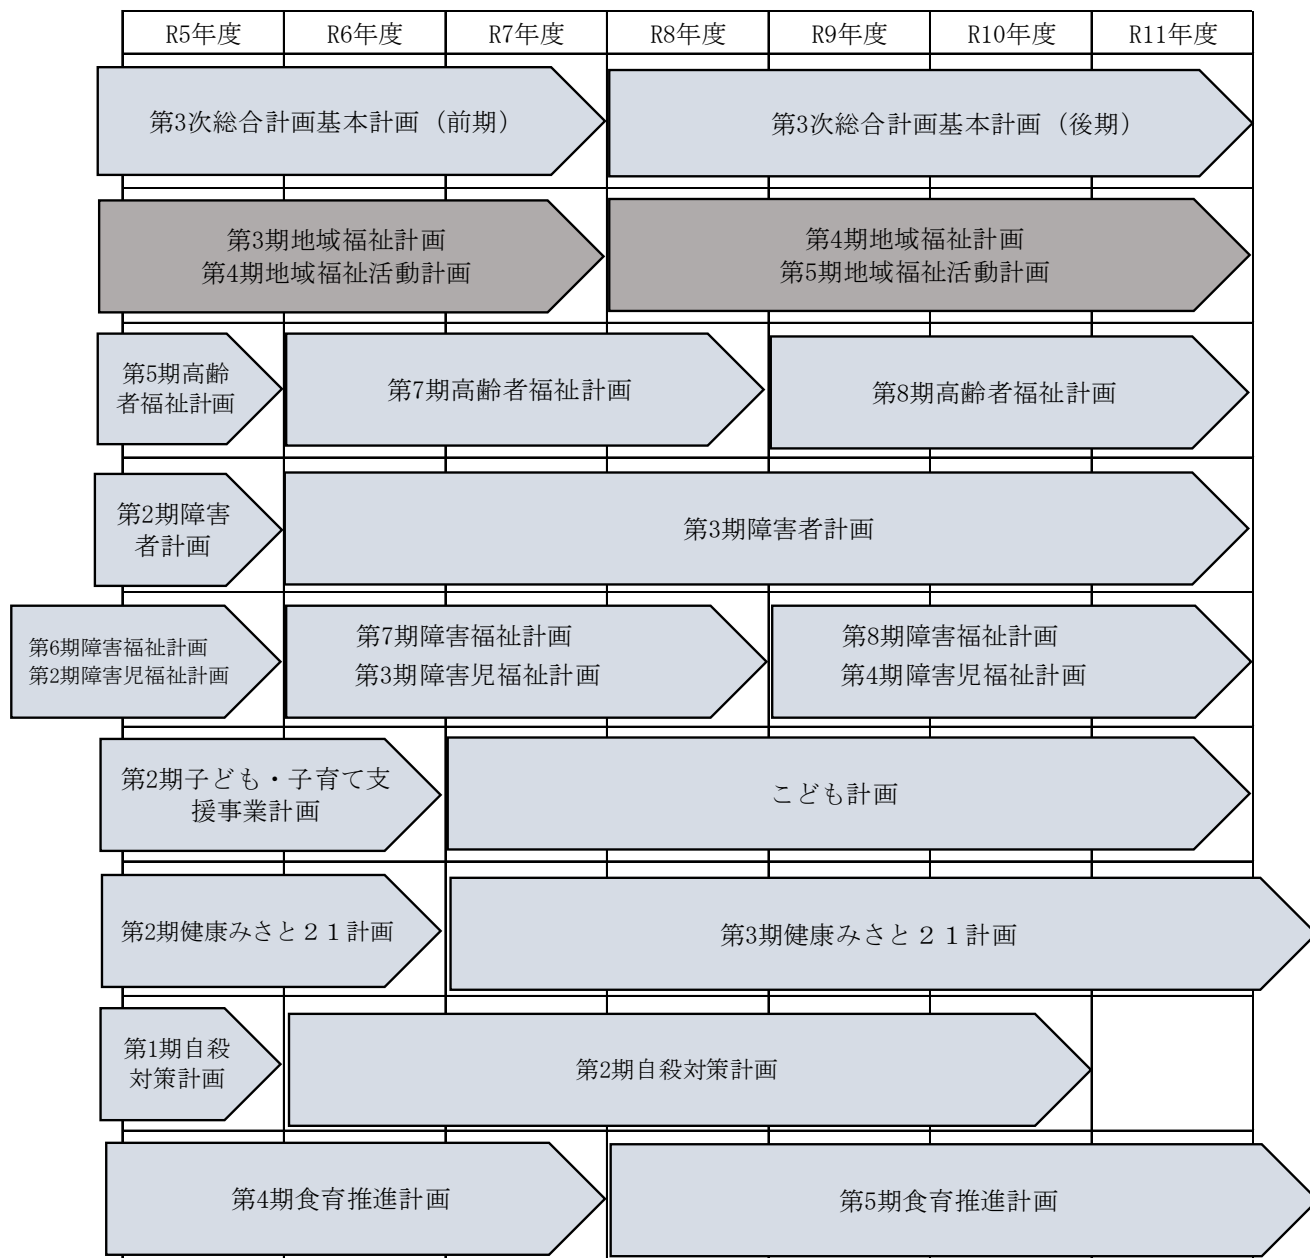 R5年度
R6年度
R7年度
R8年度
R9年度
R10年度
R11年度
第3次総合計画基本計画（前期）
第3次総合計画基本計画（後期）
第3期地域福祉計画
第4期地域福祉活動計画
第4期地域福祉計画
第5期地域福祉活動計画
第5期高齢
者福祉計画
第7期高齢者福祉計画
第8期高齢者福祉計画
第2期障害
者計画
第3期障害者計画
第6期障害福祉計画
第2期障害児福祉計画
第7期障害福祉計画
第3期障害児福祉計画
第8期障害福祉計画
第4期障害児福祉計画
第2期子ども・子育て支
援事業計画
こども計画
第2期健康みさと２１計画
第3期健康みさと２１計画
第1期自殺
対策計画
第2期自殺対策計画
第4期食育推進計画
第5期食育推進計画